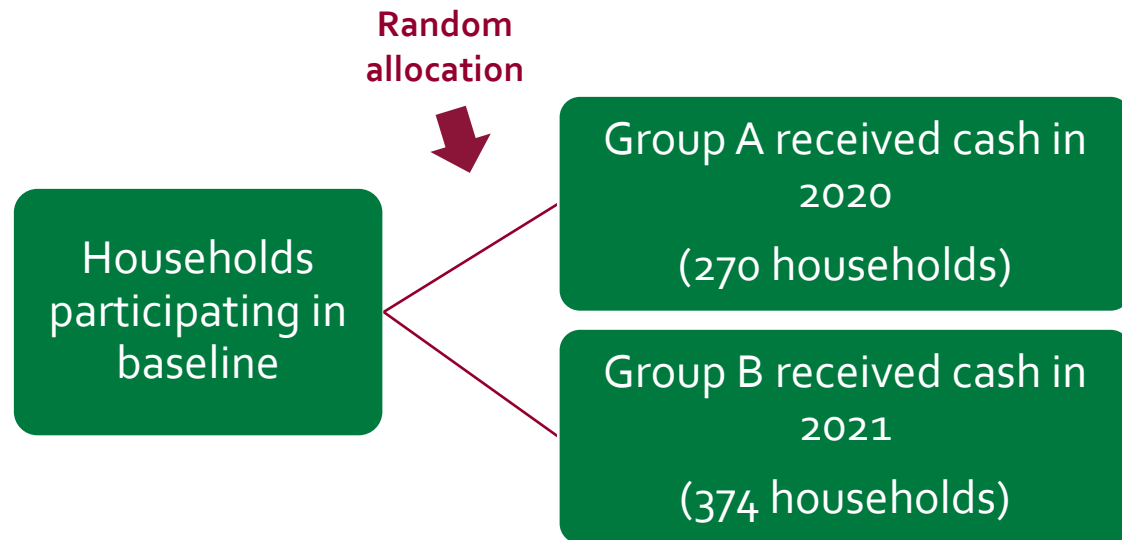 Random
allocation
Households
participating in
baseline
Group A received cash in
2020
(270 households)
Group B received cash in
2021
(374 households)